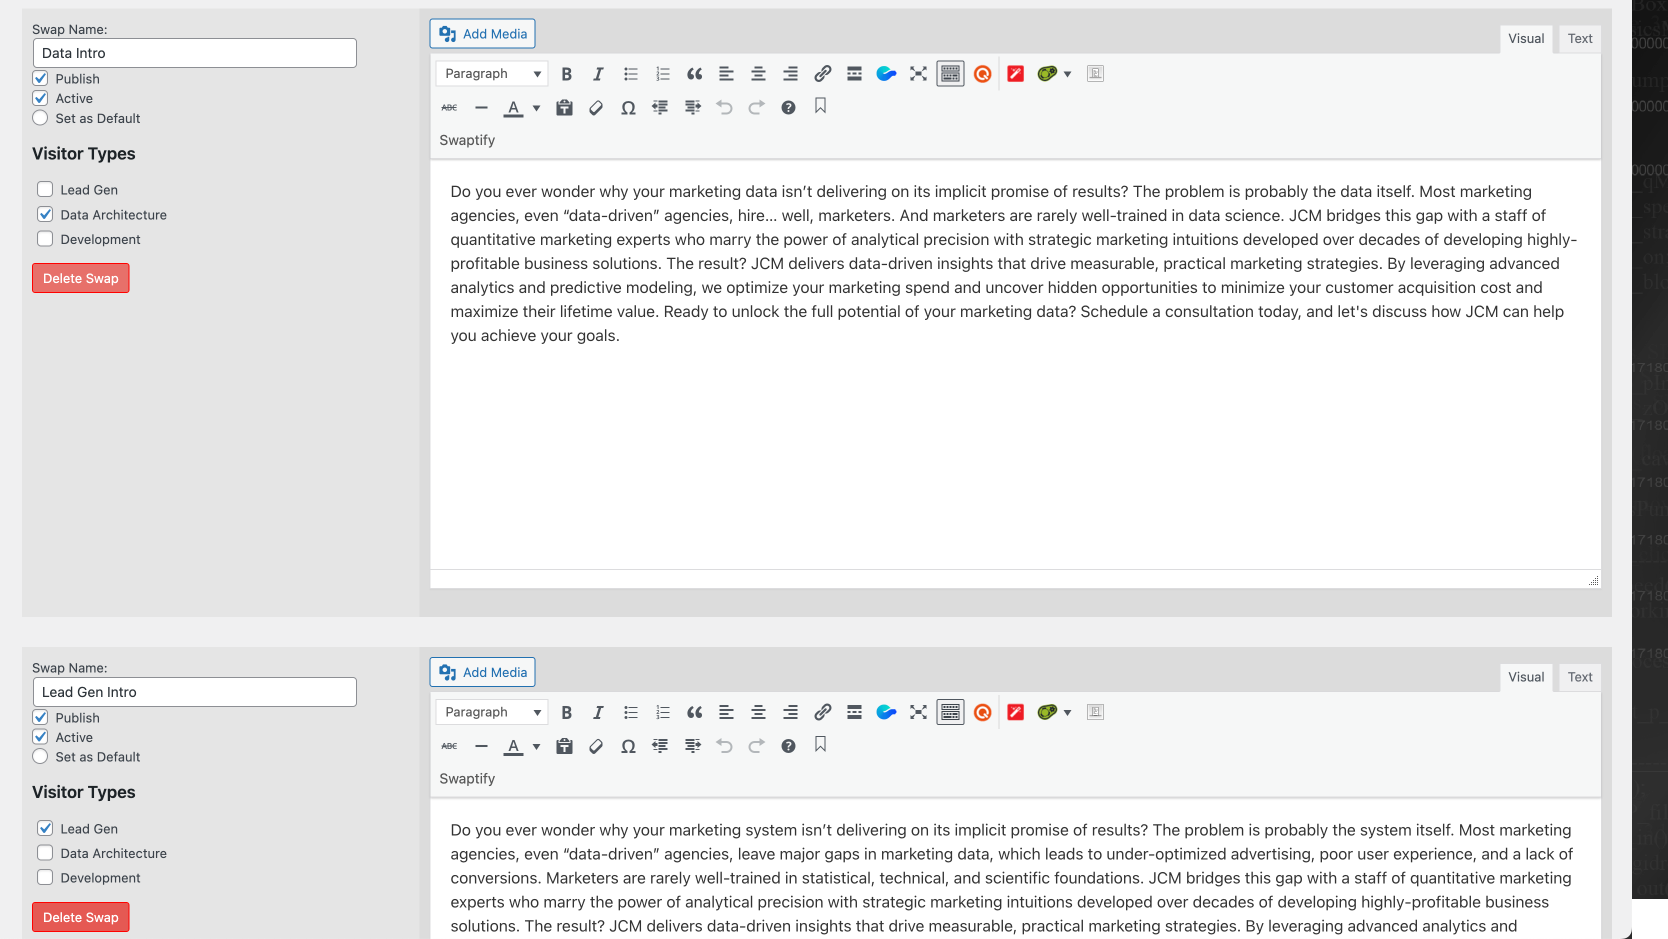 Swap Name:
Data Intro
Publish
Active
Set as Default
Visitor Types
Lead Gen
Data Architecture
Development
Delete Swap
Add Media
Visual Text
Paragraph
ABC
Swaptify
Do you ever wonder why your marketing data isn’t delivering on its implicit promise of results? The problem is probably the data itself. Most marketing
agencies, even “data-driven” agencies, hire... well, marketers. And marketers are rarely well-trained in data science. JCM bridges this gap with a staff of
quantitative marketing experts who marry the power of analytical precision with strategic marketing intuitions developed over decades of developing highly-
profitable business solutions. The result? JCM delivers data-driven insights that drive measurable, practical marketing strategies. By leveraging advanced
analytics and predictive modeling, we optimize your marketing spend and uncover hidden opportunities to minimize your customer acquisition cost and
maximize their lifetime value. Ready to unlock the full potential of your marketing data? Schedule a consultation today, and let's discuss how JCM can help
you achieve your goals.
Swap Name:
Lead Gen Intro
Publish
Active
Set as Default
Visitor Types
Lead Gen
Data Architecture
Development
Delete Swap
Add Media
Visual Text
Paragraph
ABC
Swaptify
Do you ever wonder why your marketing system isn’t delivering on its implicit promise of results? The problem is probably the system itself. Most marketing
agencies, even “data-driven” agencies, leave major gaps in marketing data, which leads to under-optimized advertising, poor user experience, and a lack of
conversions. Marketers are rarely well-trained in statistical, technical, and scientific foundations. JCM bridges this gap with a staff of quantitative marketing
experts who marry the power of analytical precision with strategic marketing intuitions developed over decades of developing highly-profitable business
solutions. The result? JCM delivers data-driven insights that drive measurable, practical marketing strategies. By leveraging advanced analytics and